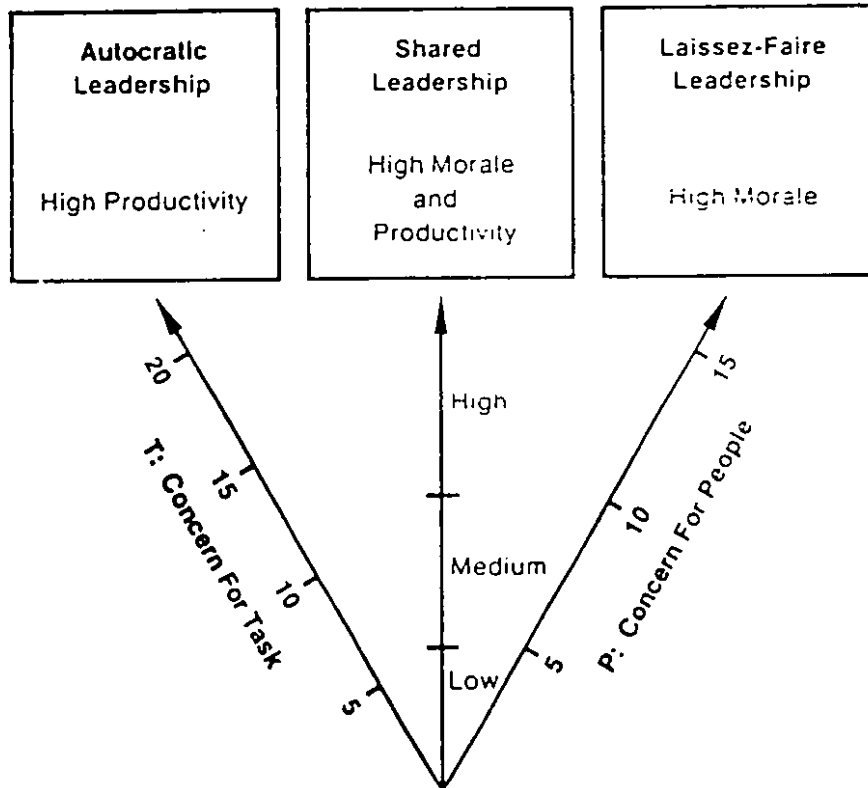 Autocratic
Leadership
High Productivity
Shared
Leadership
High Morale
and
Productivity
Laissez-Faire
Leadership
High Morale
20
15
10
5
T: Concern For Task
High
Medium
Low
15
10
5
P: Concern For People